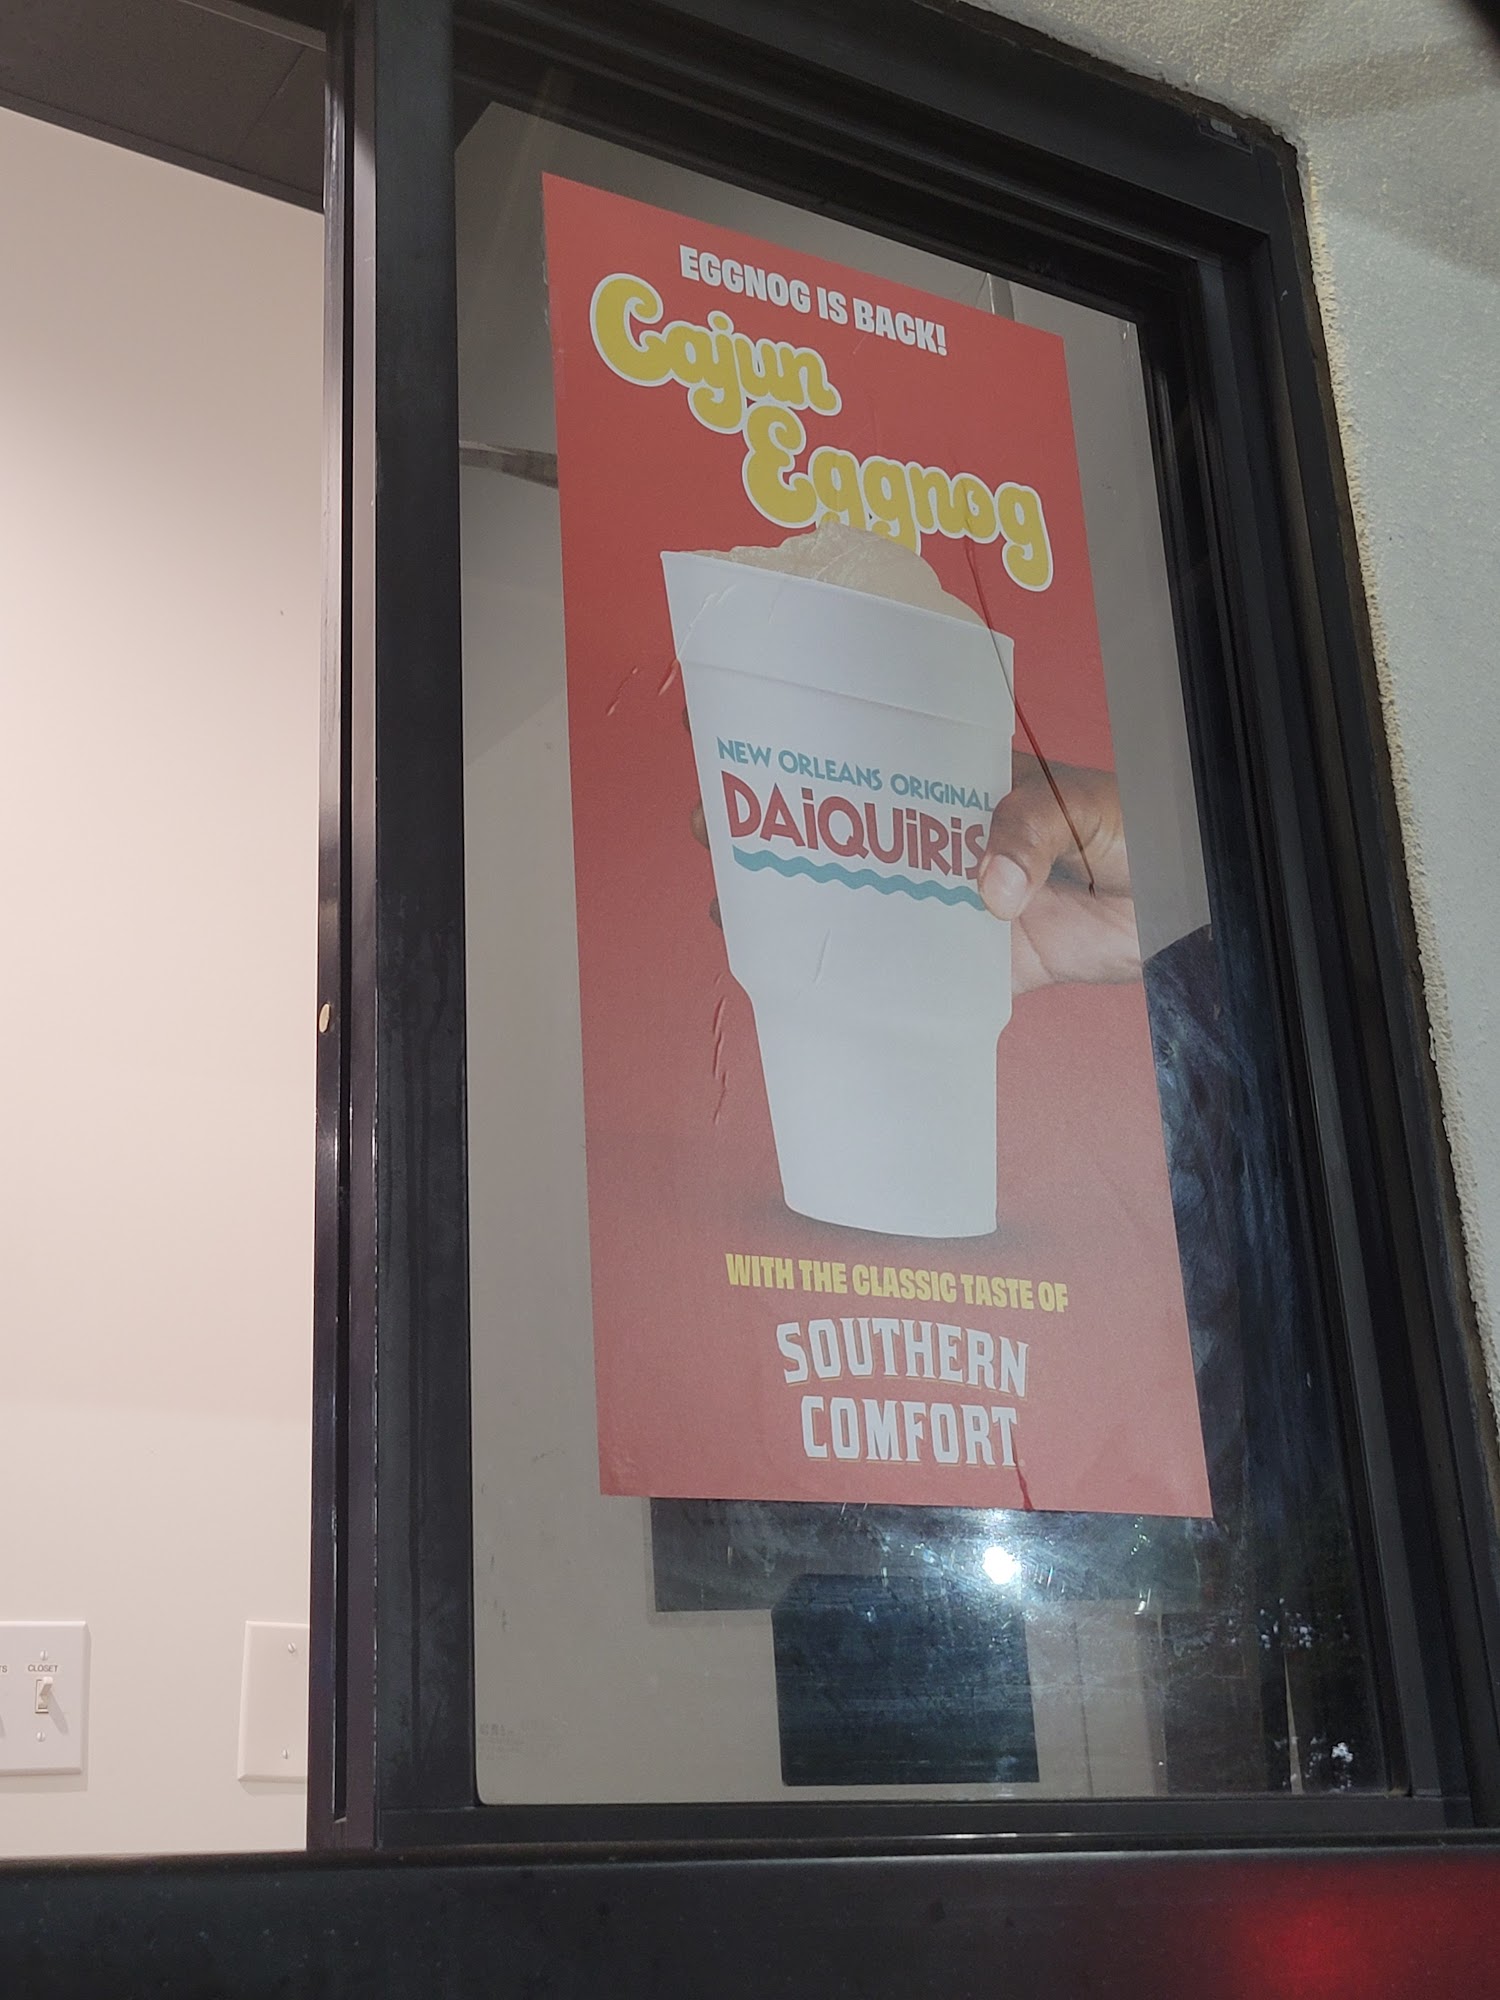 EGGNOG IS BACK!
Cajun
Eggnog
NEW ORLEANS ORIGINAL
DAiQUiRiS
WITH THE CLASSIC TASTE OF
SOUTHERN
COMFORT
CLOSET